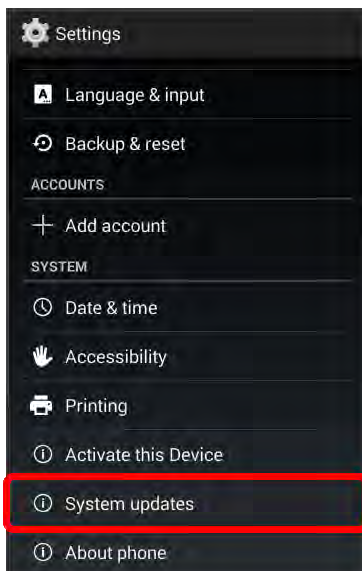 Settings
Language & input
Backup & reset
ACCOUNTS
Add account
SYSTEM
Date & time
Accessibility
Printing
Activate this Device
System updates
About phone